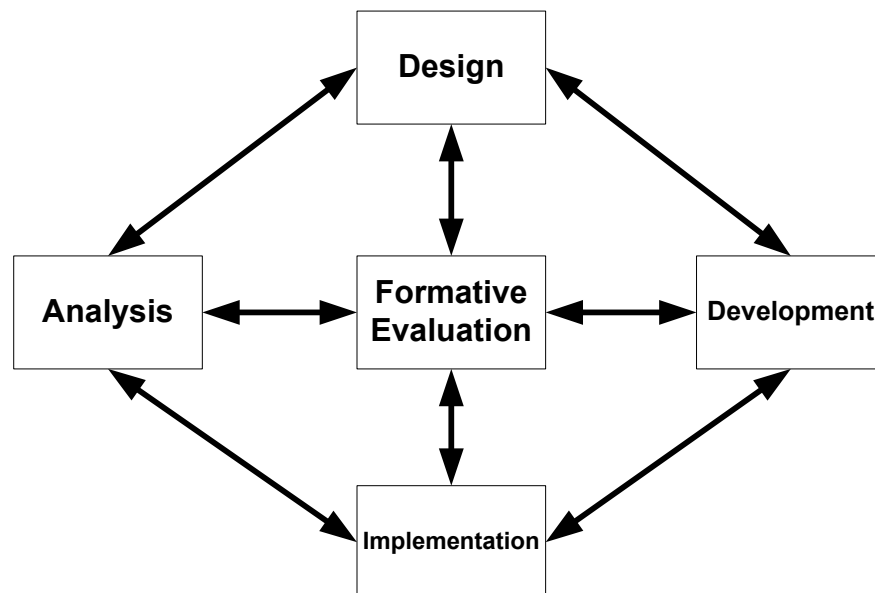 Design
Analysis
Formative
Evaluation
Development
Implementation